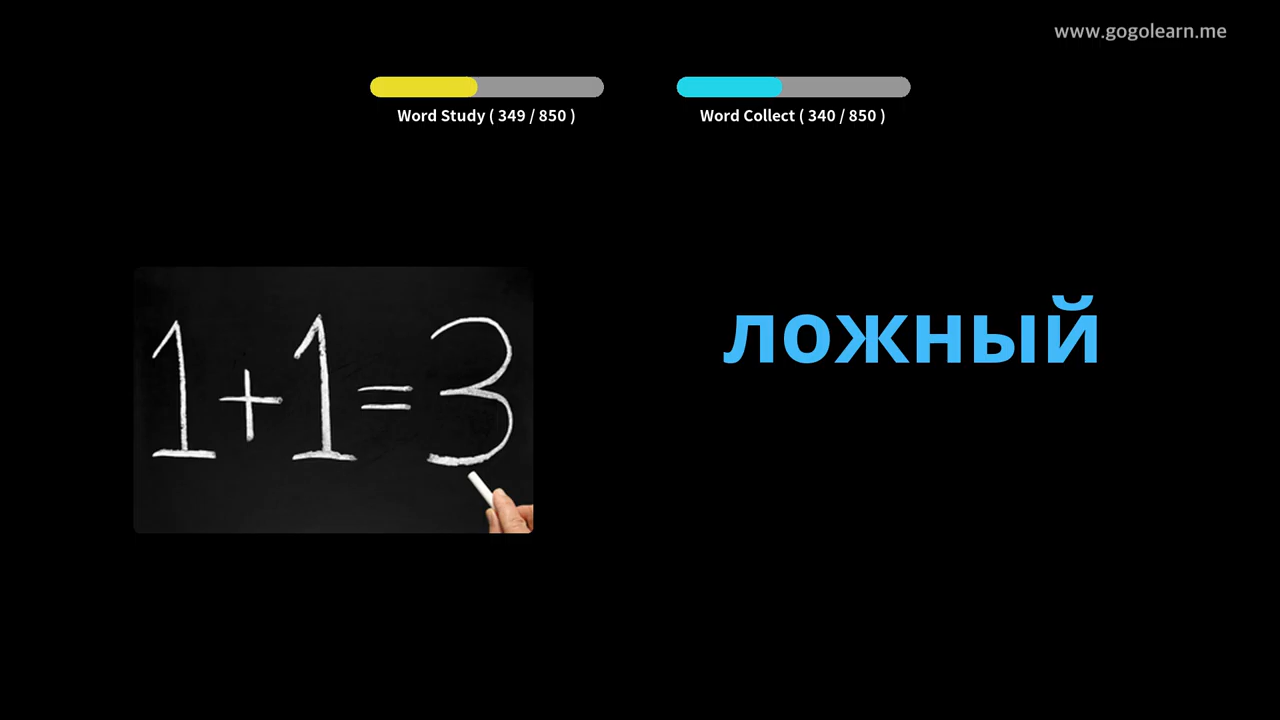 www.gogolearn.me
Word Study ( 349 / 850 )
Word Collect ( 340 / 850 )
1+1=3
ложный